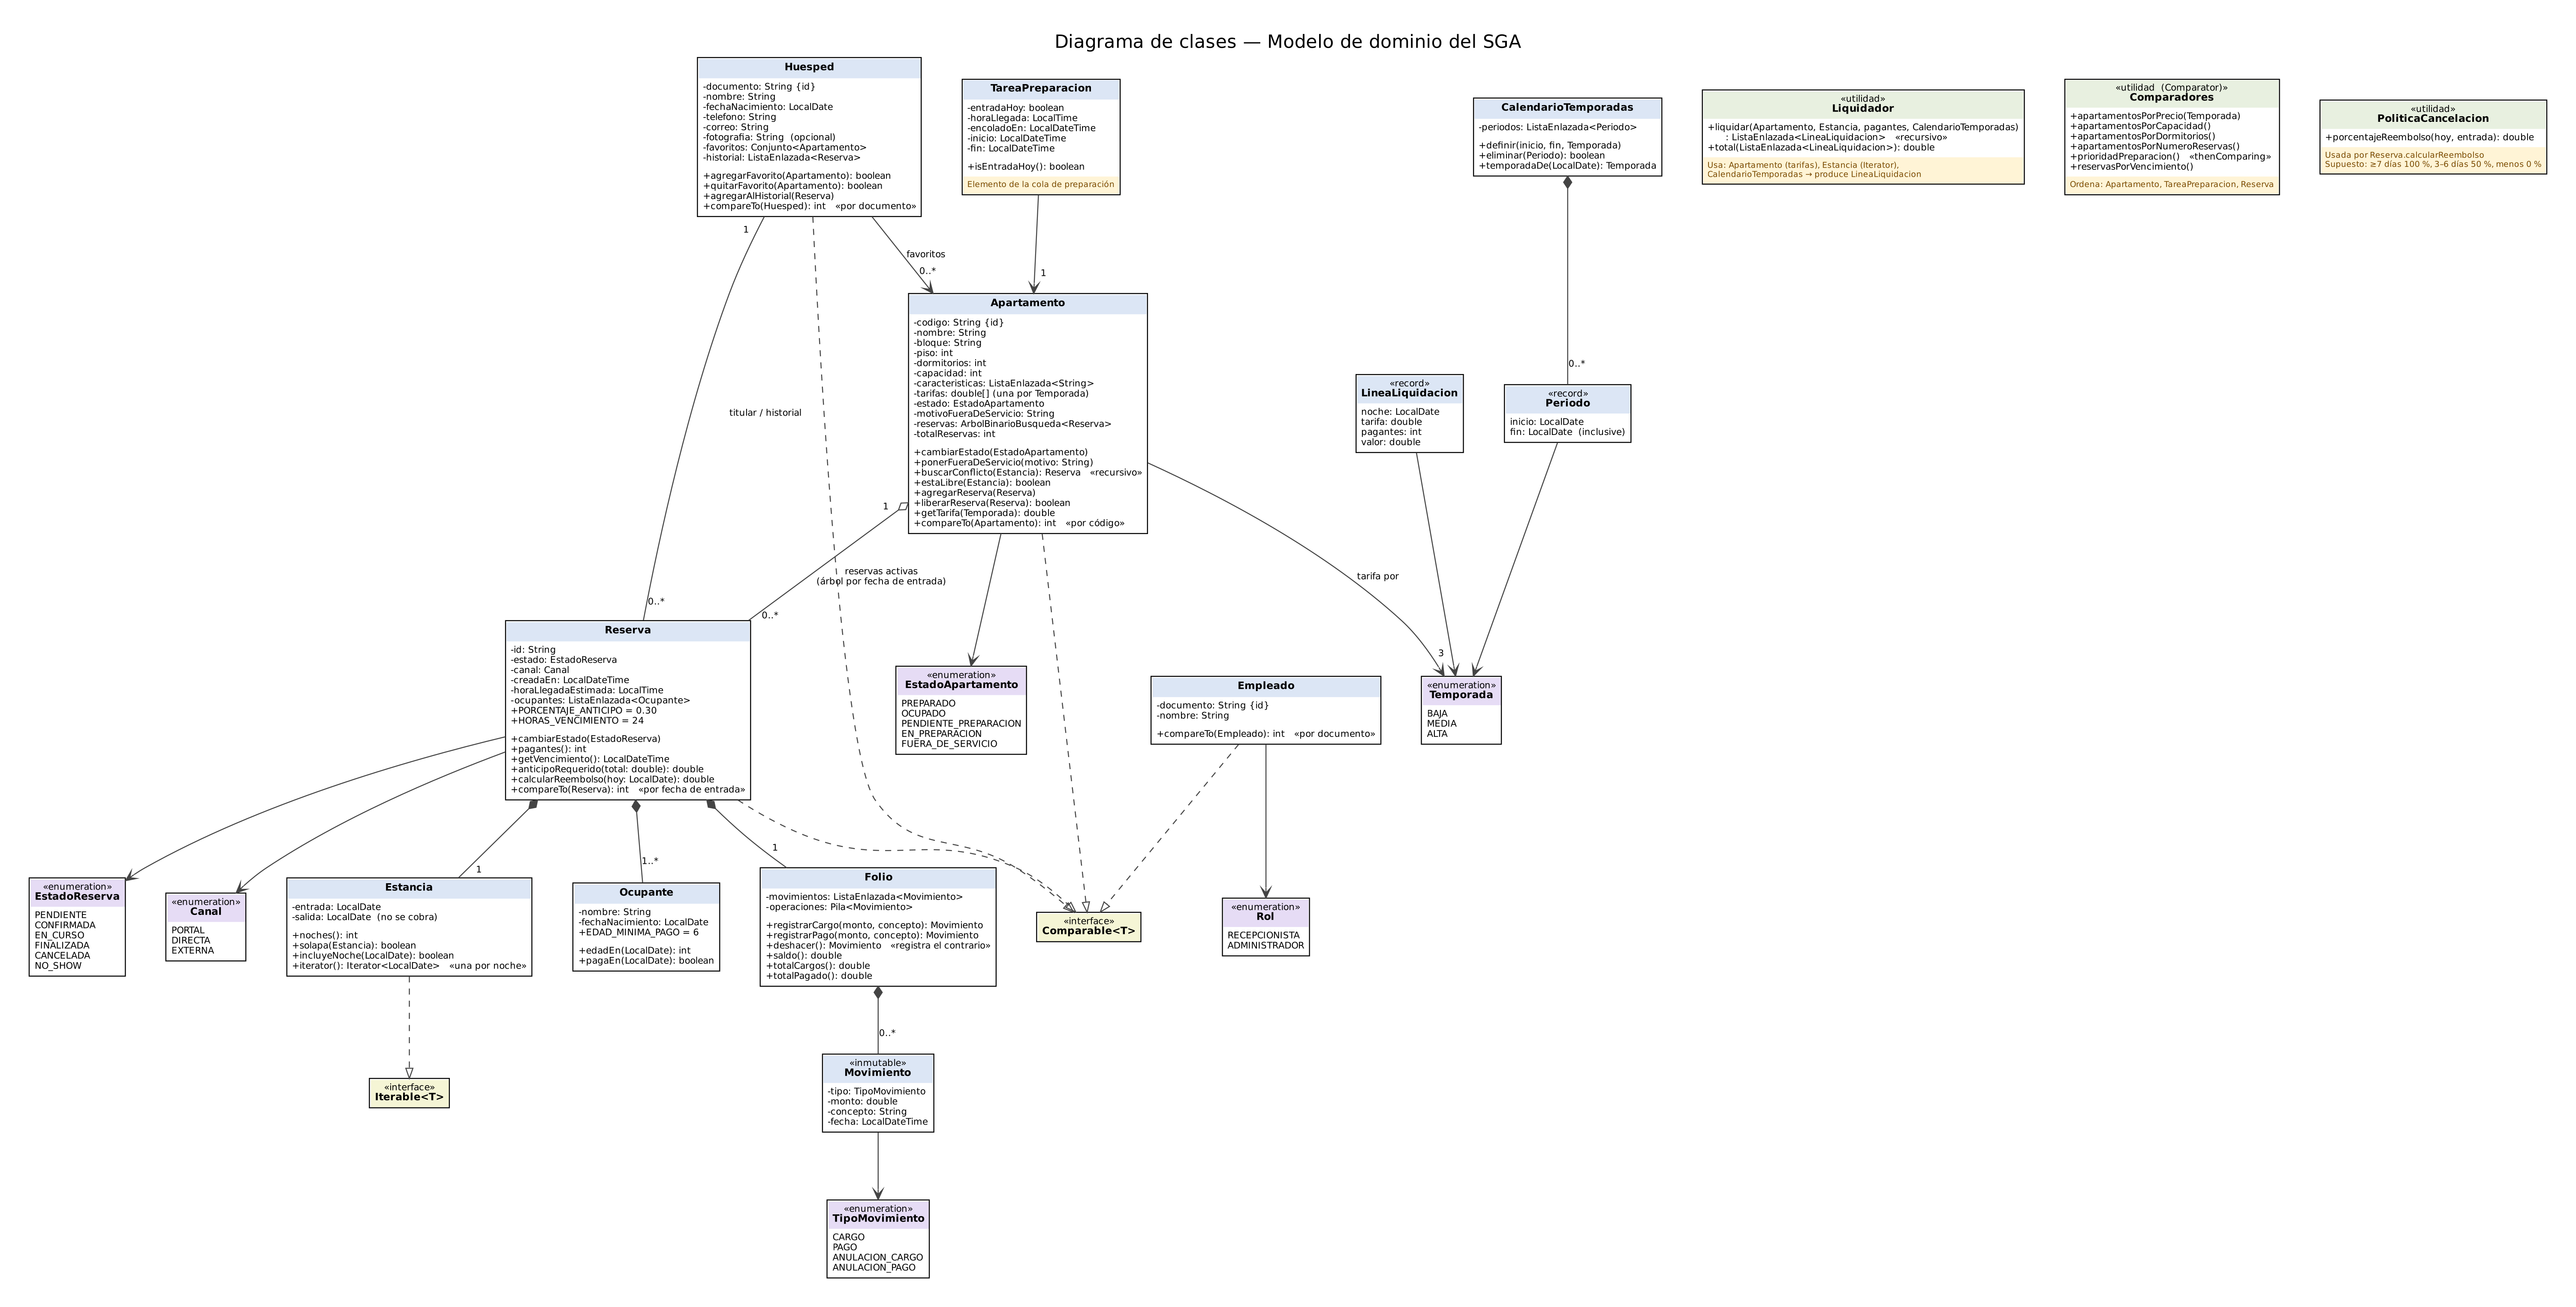 Diagrama de clases — Modelo de dominio del SGA
Huesped
-documento: String {id}
-nombre: String
-fechaNacimiento: LocalDate
-telefono: String
-correo: String
-fotografia: String  (opcional)
-favoritos: Conjunto<Apartamento>
-historial: ListaEnlazada<Reserva>
+agregarFavorito(Apartamento): boolean
+quitarFavorito(Apartamento): boolean
+agregarAlHistorial(Reserva)
+compareTo(Huesped): int   «por documento»
TareaPreparacion
-entradaHoy: boolean
-horaLlegada: LocalTime
-encoladoEn: LocalDateTime
-inicio: LocalDateTime
-fin: LocalDateTime
+isEntradaHoy(): boolean
Elemento de la cola de preparación
CalendarioTemporadas
-periodos: ListaEnlazada<Periodo>
+definir(inicio, fin, Temporada)
+eliminar(Periodo): boolean
+temporadaDe(LocalDate): Temporada
«utilidad»
Liquidador
+liquidar(Apartamento, Estancia, pagantes, CalendarioTemporadas)
: ListaEnlazada<LineaLiquidacion>   «recursivo»
+total(ListaEnlazada<LineaLiquidacion>): double
Usa: Apartamento (tarifas), Estancia (Iterator),
CalendarioTemporadas → produce LineaLiquidacion
«utilidad  (Comparator)»
Comparadores
+apartamentosPorPrecio(Temporada)
+apartamentosPorCapacidad()
+apartamentosPorDormitorios()
+apartamentosPorNumeroReservas()
+prioridadPreparacion()   «thenComparing»
+reservasPorVencimiento()
Ordena: Apartamento, TareaPreparacion, Reserva
«utilidad»
PoliticaCancelacion
+porcentajeReembolso(hoy, entrada): double
Usada por Reserva.calcularReembolso
Supuesto: ≥7 días 100 %, 3–6 días 50 %, menos 0 %
1
favoritos
0..*
1
titular / historial
0..*
Apartamento
-codigo: String {id}
-nombre: String
-bloque: String
-piso: int
-dormitorios: int
-capacidad: int
-caracteristicas: ListaEnlazada<String>
-tarifas: double[] (una por Temporada)
-estado: EstadoApartamento
-motivoFueraDeServicio: String
-reservas: ArbolBinarioBusqueda<Reserva>
-totalReservas: int
+cambiarEstado(EstadoApartamento)
+ponerFueraDeServicio(motivo: String)
+buscarConflicto(Estancia): Reserva   «recursivo»
+estaLibre(Estancia): boolean
+agregarReserva(Reserva)
+liberarReserva(Reserva): boolean
+getTarifa(Temporada): double
+compareTo(Apartamento): int   «por código»
0..*
«record»
LineaLiquidacion
noche: LocalDate
tarifa: double
pagantes: int
valor: double
«record»
Periodo
inicio: LocalDate
fin: LocalDate  (inclusive)
1
reservas activas
(árbol por fecha de entrada)
0..*
tarifa por
3
Reserva
-id: String
-estado: EstadoReserva
-canal: Canal
-creadaEn: LocalDateTime
-horaLlegadaEstimada: LocalTime
-ocupantes: ListaEnlazada<Ocupante>
+PORCENTAJE_ANTICIPO = 0.30
+HORAS_VENCIMIENTO = 24
+cambiarEstado(EstadoReserva)
+pagantes(): int
+getVencimiento(): LocalDateTime
+anticipoRequerido(total: double): double
+calcularReembolso(hoy: LocalDate): double
+compareTo(Reserva): int   «por fecha de entrada»
«enumeration»
EstadoApartamento
PREPARADO
OCUPADO
PENDIENTE_PREPARACION
EN_PREPARACION
FUERA_DE_SERVICIO
Empleado
-documento: String {id}
-nombre: String
+compareTo(Empleado): int   «por documento»
«enumeration»
Temporada
BAJA
MEDIA
ALTA
1
1..*
1
«enumeration»
EstadoReserva
PENDIENTE
CONFIRMADA
EN_CURSO
FINALIZADA
CANCELADA
NO_SHOW
«enumeration»
Canal
PORTAL
DIRECTA
EXTERNA
Estancia
-entrada: LocalDate
-salida: LocalDate  (no se cobra)
+noches(): int
+solapa(Estancia): boolean
+incluyeNoche(LocalDate): boolean
+iterator(): Iterator<LocalDate>   «una por noche»
Ocupante
-nombre: String
-fechaNacimiento: LocalDate
+EDAD_MINIMA_PAGO = 6
+edadEn(LocalDate): int
+pagaEn(LocalDate): boolean
Folio
-movimientos: ListaEnlazada<Movimiento>
-operaciones: Pila<Movimiento>
+registrarCargo(monto, concepto): Movimiento
+registrarPago(monto, concepto): Movimiento
+deshacer(): Movimiento   «registra el contrario»
+saldo(): double
+totalCargos(): double
+totalPagado(): double
«interface»
Comparable<T>
«enumeration»
Rol
RECEPCIONISTA
ADMINISTRADOR
0..*
«interface»
Iterable<T>
«inmutable»
Movimiento
-tipo: TipoMovimiento
-monto: double
-concepto: String
-fecha: LocalDateTime
«enumeration»
TipoMovimiento
CARGO
PAGO
ANULACION_CARGO
ANULACION_PAGO